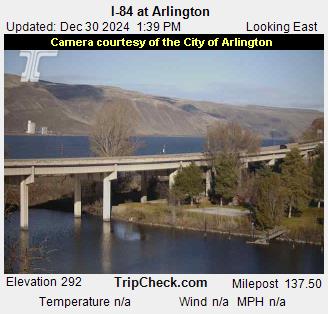 I-84 at Arlington
Updated: Dec 30 2024 1:39 PM Looking East
Camera courtesy of the City of Arlington
Elevation 292 TripCheck.com Milepost 137.50
Temperature n/a Wind n/a MPH n/a